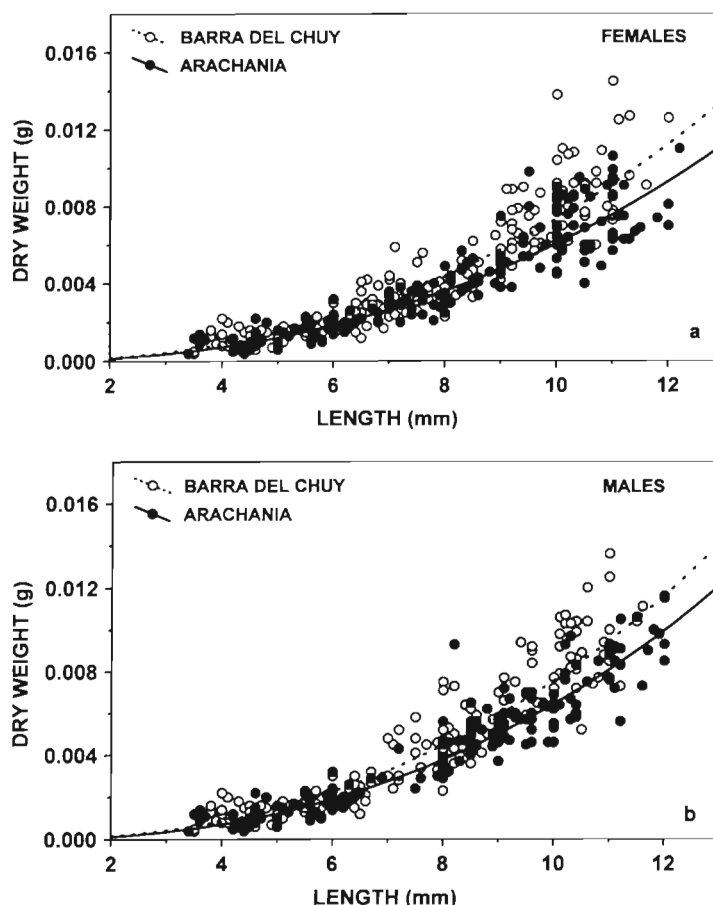 BARRA DEL CHUY FEMALES
ARACHANIA
0.016
0.012
0.008
0.004
0.000
DRY WEIGHT (g)
a
2 4 6 8 10 12
LENGTH (mm)
BARRA DEL CHUY MALES
ARACHANIA
0.016
0.012
0.008
0.004
0.000
DRY WEIGHT (g)
b
2 4 6 8 10 12
LENGTH (mm)